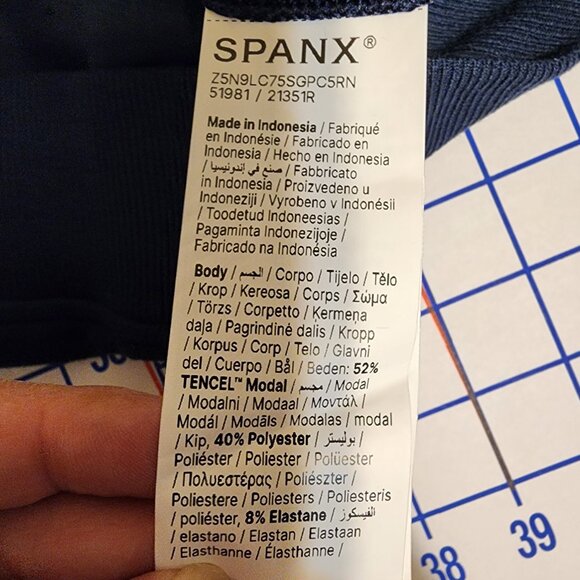 SPANX®
Z5N9LC75SGPC5RN
51981 / 21351R
Made in Indonesia / Fabriqué
en Indonésie / Fabricado en
Indonesia / Hecho en Indonesia
/ صنع في إندونيسيا / Fabbricato
in Indonesia / Proizvedeno u
Indoneziji / Vyrobeno v Indonésii
/ Toodetud Indoneesias /
Pagaminta Indonezijoje /
Fabricado na Indonésia
Body / الجسم / Corpo / Tijelo / Tělo
/ Krop / Kereosa / Corps / Σώμα
/ Törzs / Corpetto / Ķermeņa
daļa / Pagrindinė dalis / Kropp
/ Korpus / Corp / Telo / Glavni
del / Cuerpo / Bål / Beden: 52%
TENCEL™ Modal / مجسم / Modal
/ Modalni / Modaal / Μοντάλ /
Modál / Modāls / Modalas / modal
/ Kip, 40% Polyester / بوليستر /
Poliéster / Poliester / Polüester
/ Πολυεστέρας / Poliészter /
Poliestere / Poliesters / Poliesteris
/ poliéster, 8% Elastane / الفيسكوز
/ elastano / Elastan / Elastaan
/ Elasthanne / Élasthanne /
38
39